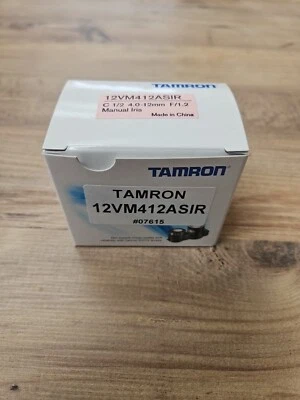 TAMRON
12VM412ASIR
C 1/2 4.0-12mm F/1.2
Manual Iris
Made in China
TAMRON
TAMRON
12VM412ASIR
#07615